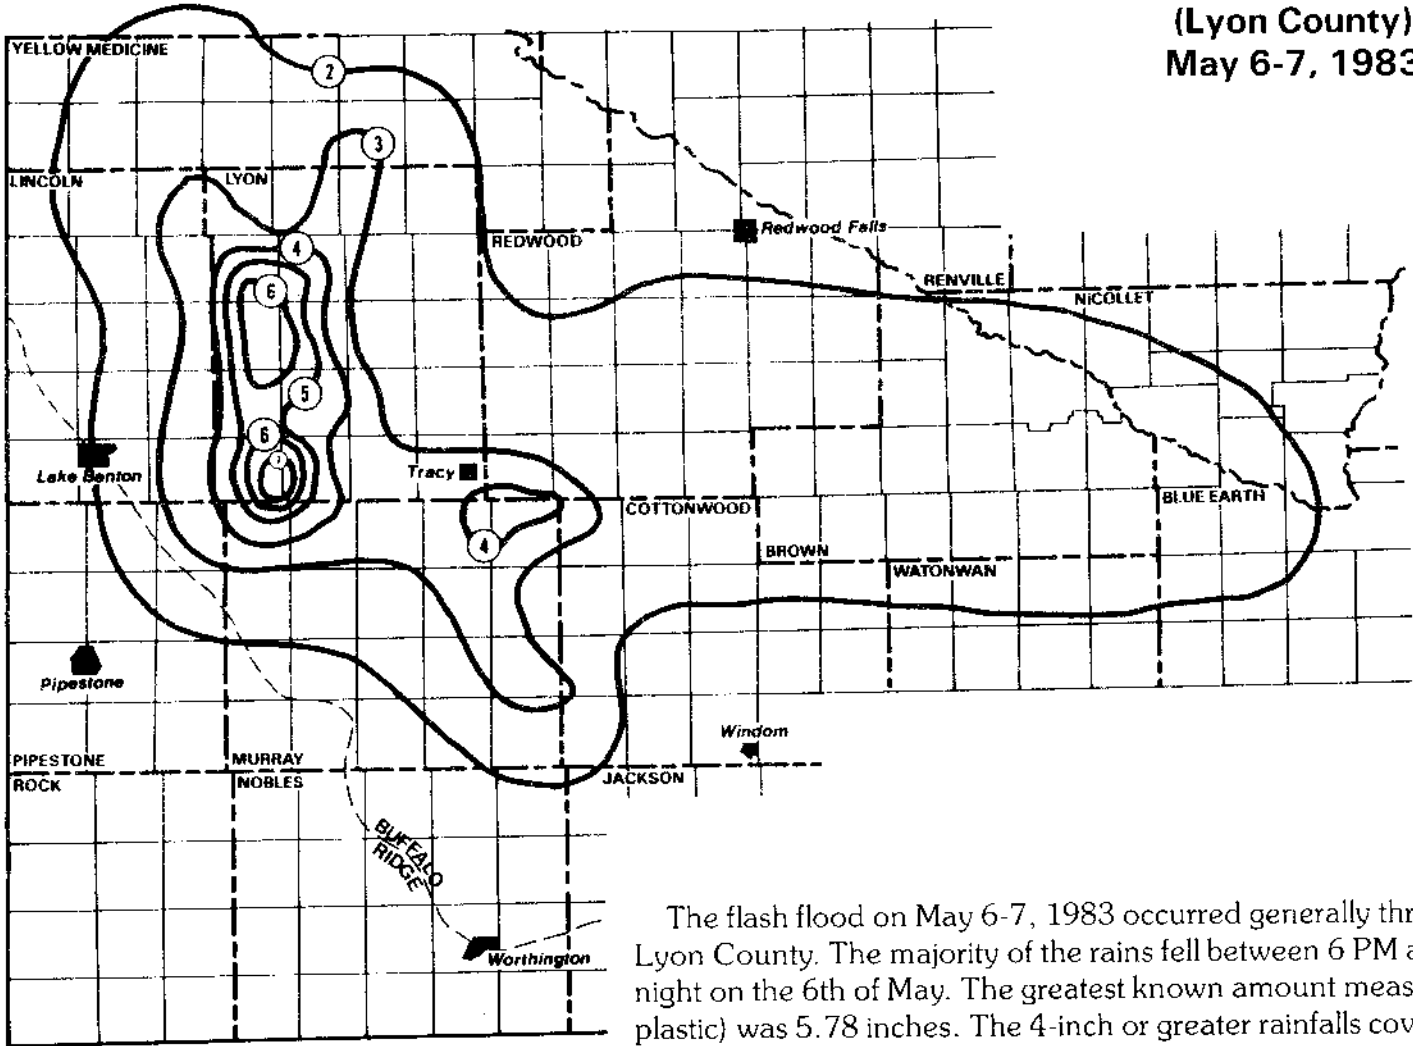 (Lyon County)
May 6-7, 1983
YELLOW MEDICINE
2
3
LINCOLN
LYON
4
REDWOOD
Redwood Falls
6
RENVILLE
NICOLLET
5
6
Lake Benton
Tracy
COTTONWOOD
BLUE EARTH
4
BROWN
WATONWAN
Pipestone
Windom
PIPESTONE
MURRAY
JACKSON
ROCK
NOBLES
BUFFALO
RIDGE
Worthington
The flash flood on May 6-7, 1983 occurred generally thr
Lyon County. The majority of the rains fell between 6 PM a
night on the 6th of May. The greatest known amount meas
plastic) was 5.78 inches. The 4-inch or greater rainfalls cov